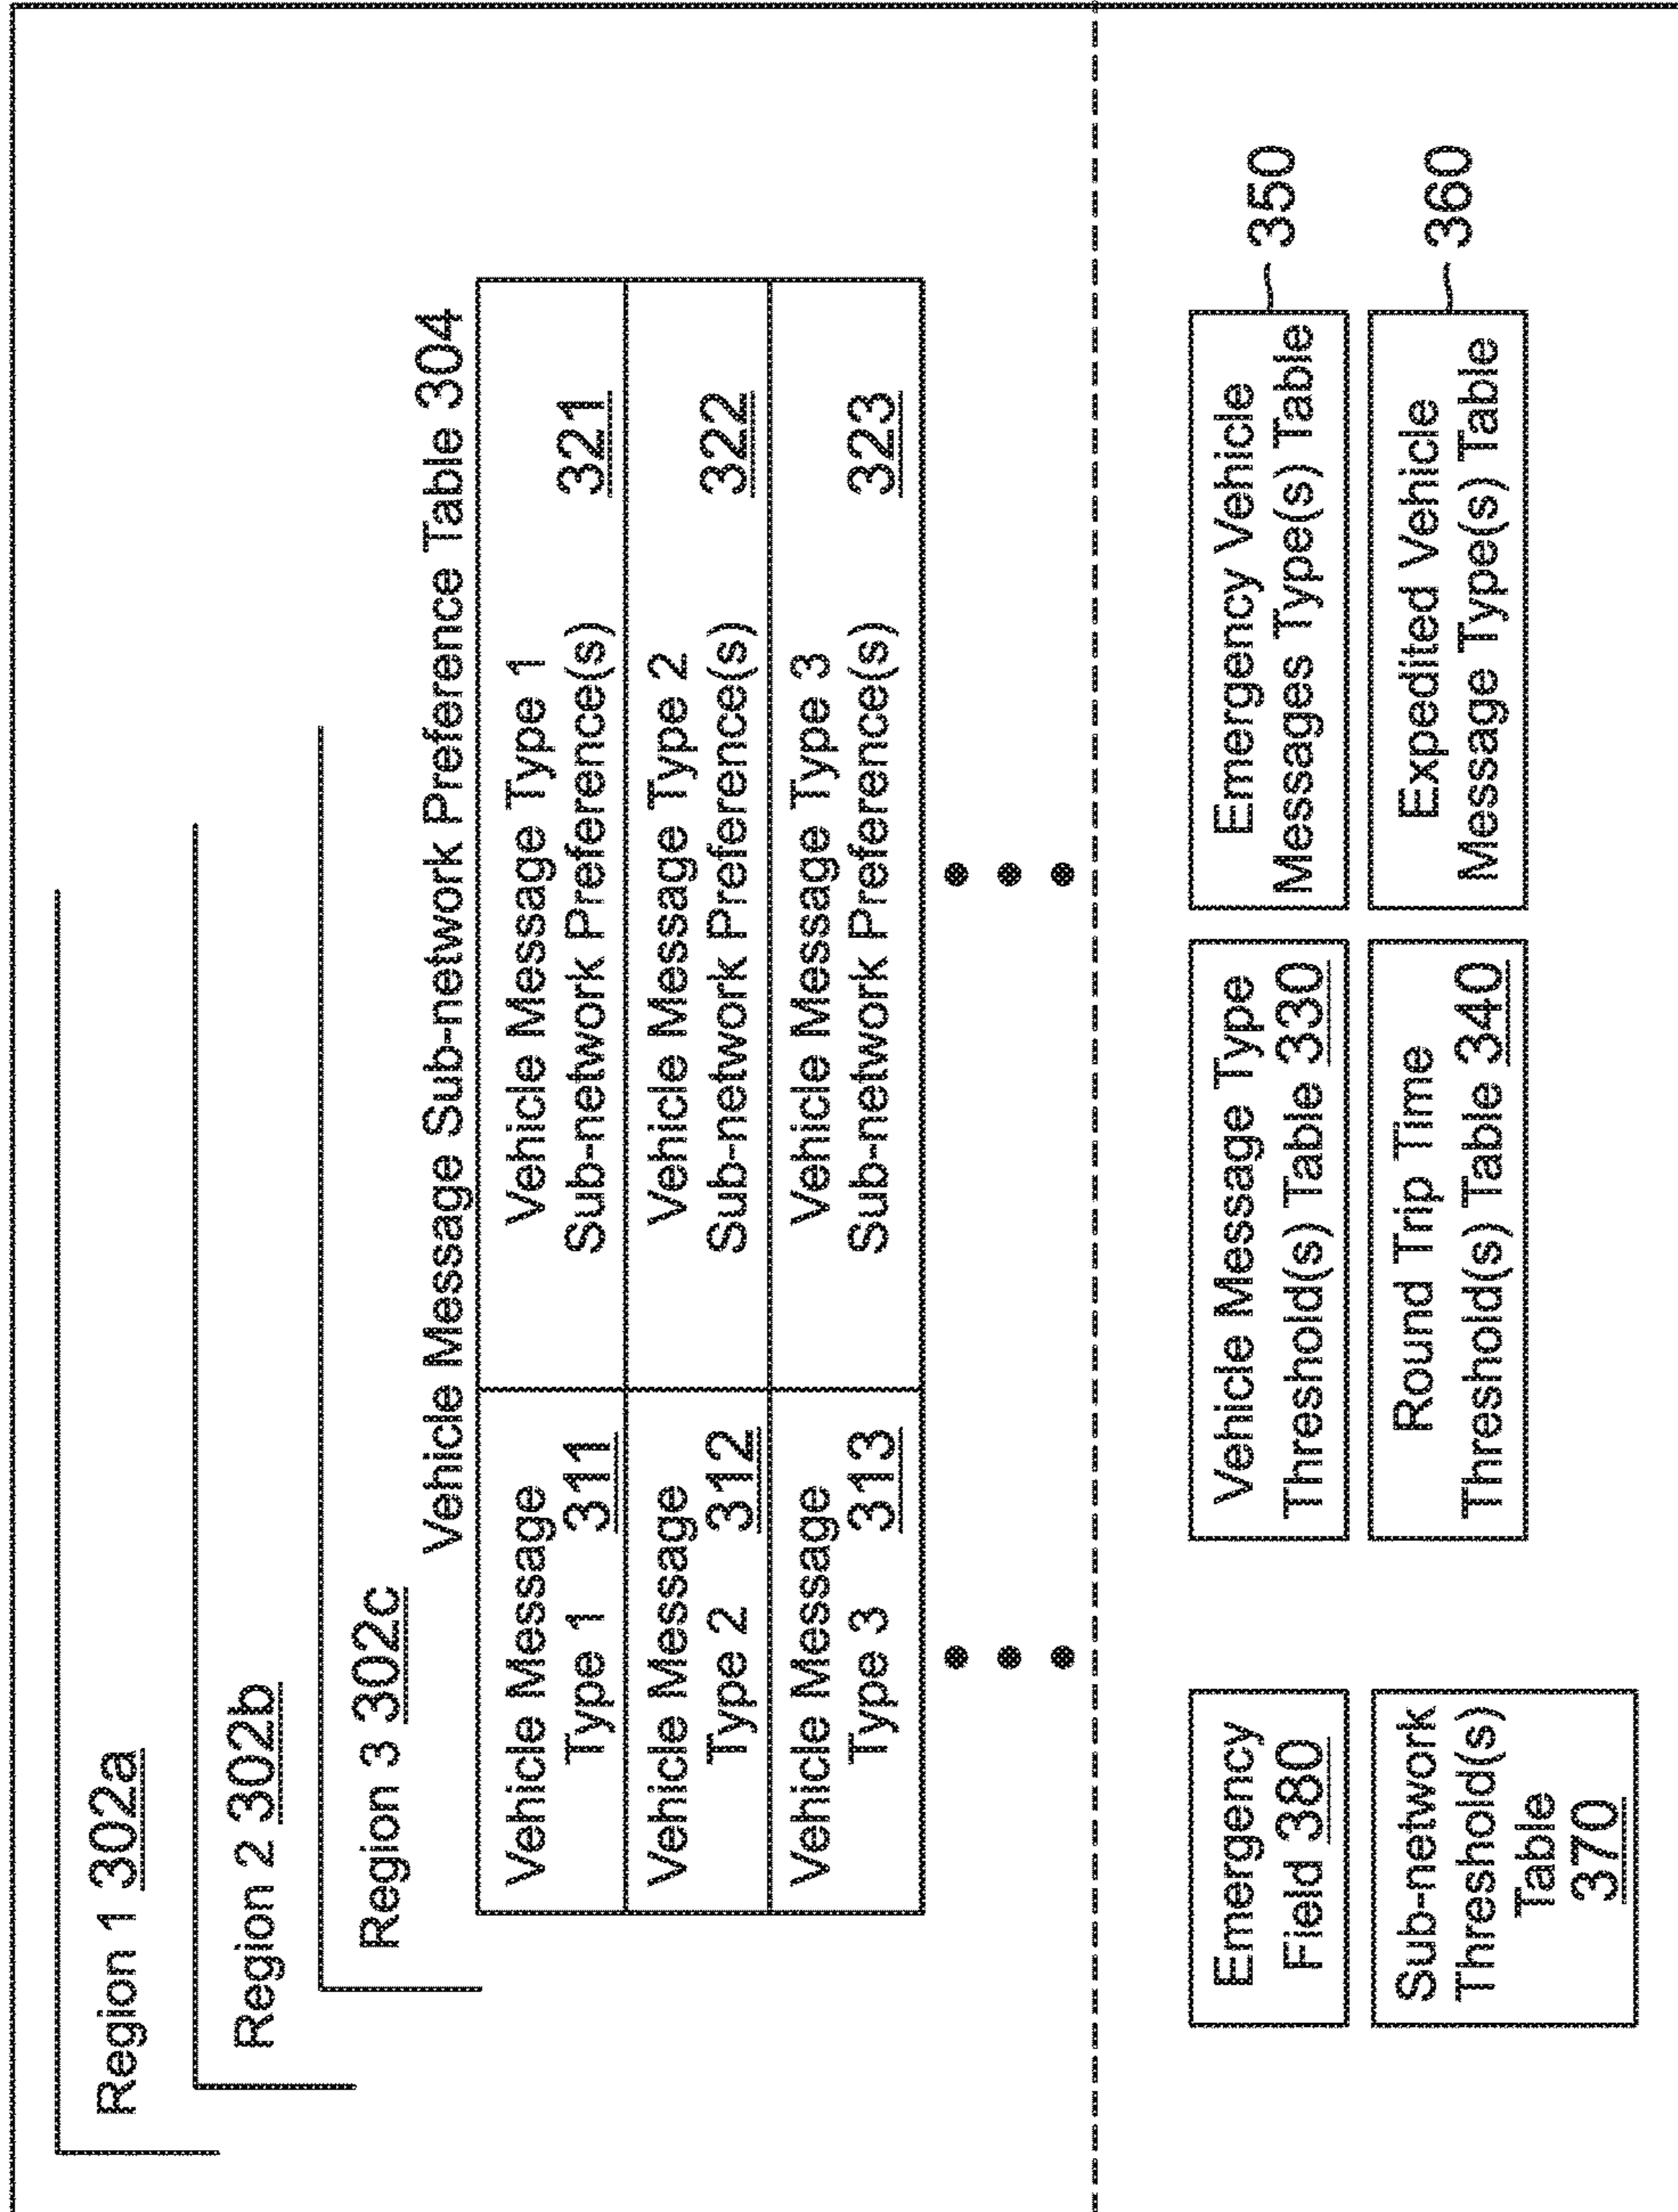 Region 1 302a
Region 2 302b
Region 3 302c
Vehicle Message Sub-network Preference Table 304
Vehicle Message
Type 1 311
Vehicle Message Type 1
Sub-network Preference(s) 321
Vehicle Message
Type 2 312
Vehicle Message Type 2
Sub-network Preference(s) 322
Vehicle Message
Type 3 313
Vehicle Message Type 3
Sub-network Preference(s) 323
Emergency
Field 380
Vehicle Message Type
Threshold(s) Table 330
Emergency Vehicle
Messages Type(s) Table
350
Sub-network
Threshold(s)
Table
370
Round Trip Time
Threshold(s) Table 340
Expedited Vehicle
Message Type(s) Table
360